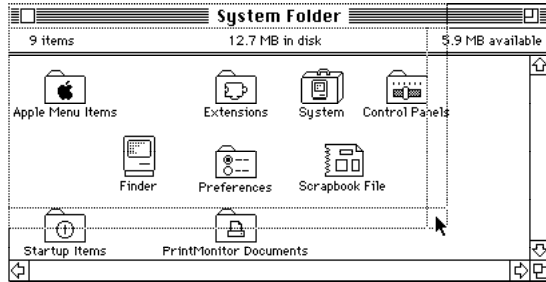 System Folder
9 items 12.7 MB in disk 5.9 MB available
Apple Menu Items Extensions System Control Panels
Finder Preferences Scrapbook File
Startup Items PrintMonitor Documents